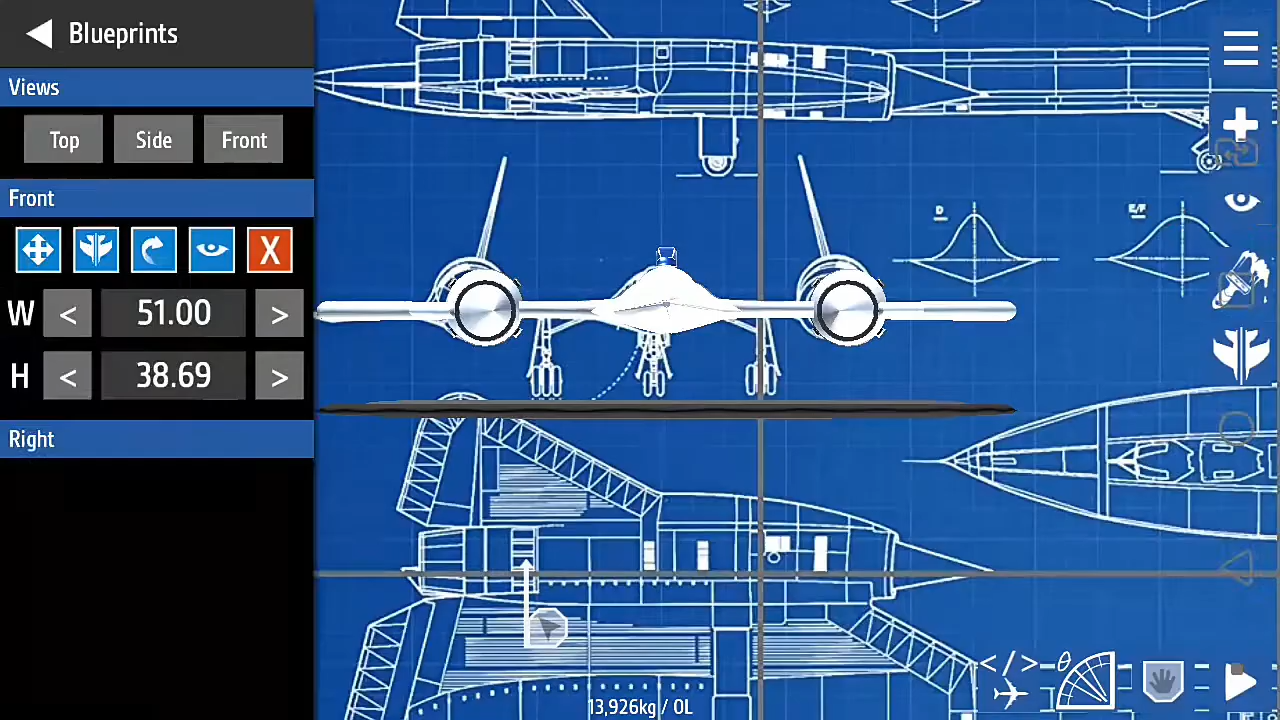 Blueprints
Views
Top Side Front
Front
X
W < 51.00 >
H < 38.69 >
Right
D
E/F
</>
θ
13,926kg / 0L